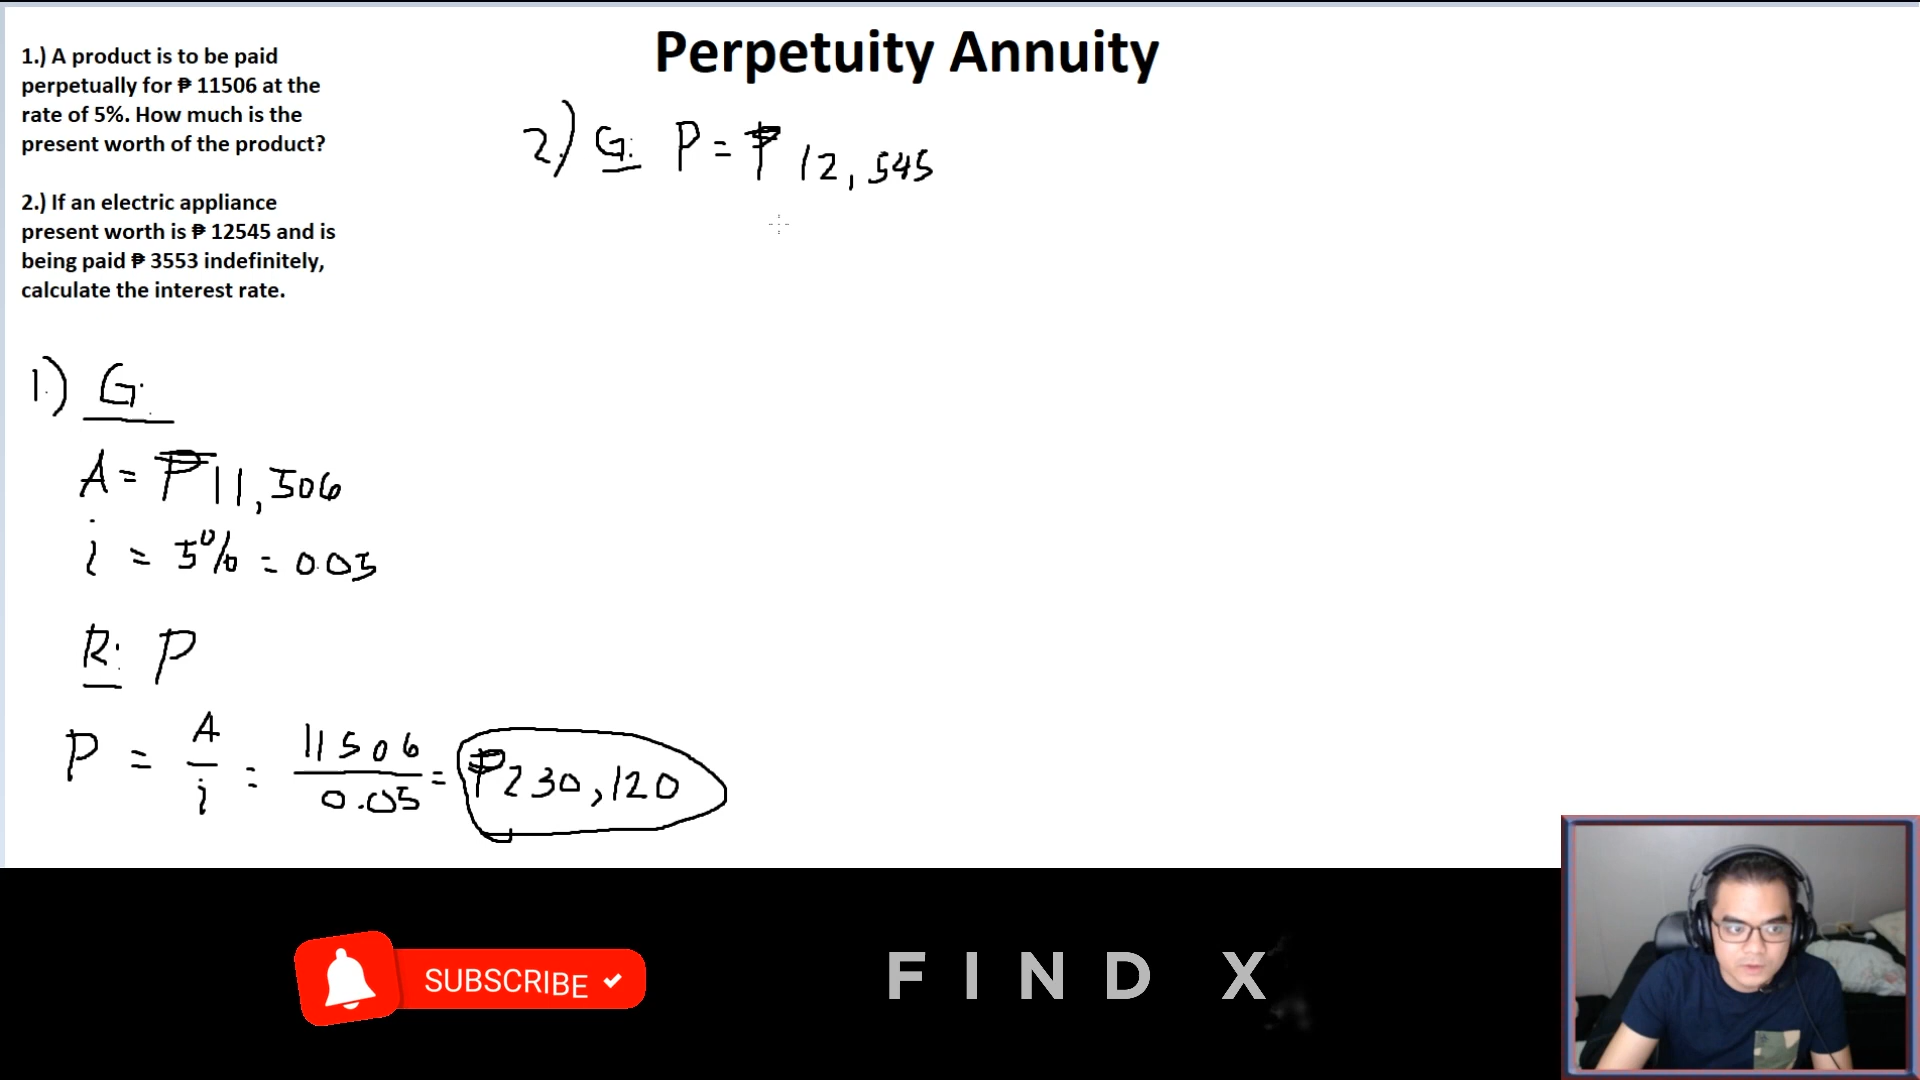 Perpetuity Annuity
1.) A product is to be paid
perpetually for ₱ 11506 at the
rate of 5%. How much is the
present worth of the product?
2.) If an electric appliance
present worth is ₱ 12545 and is
being paid ₱ 3553 indefinitely,
calculate the interest rate.
2.) G: P = ₱ 12,545
1.) G:
A = ₱11,506
i = 5% = 0.05
R: P
P = A/i = 11506/0.05 = ₱230,120
SUBSCRIBE
FIND X